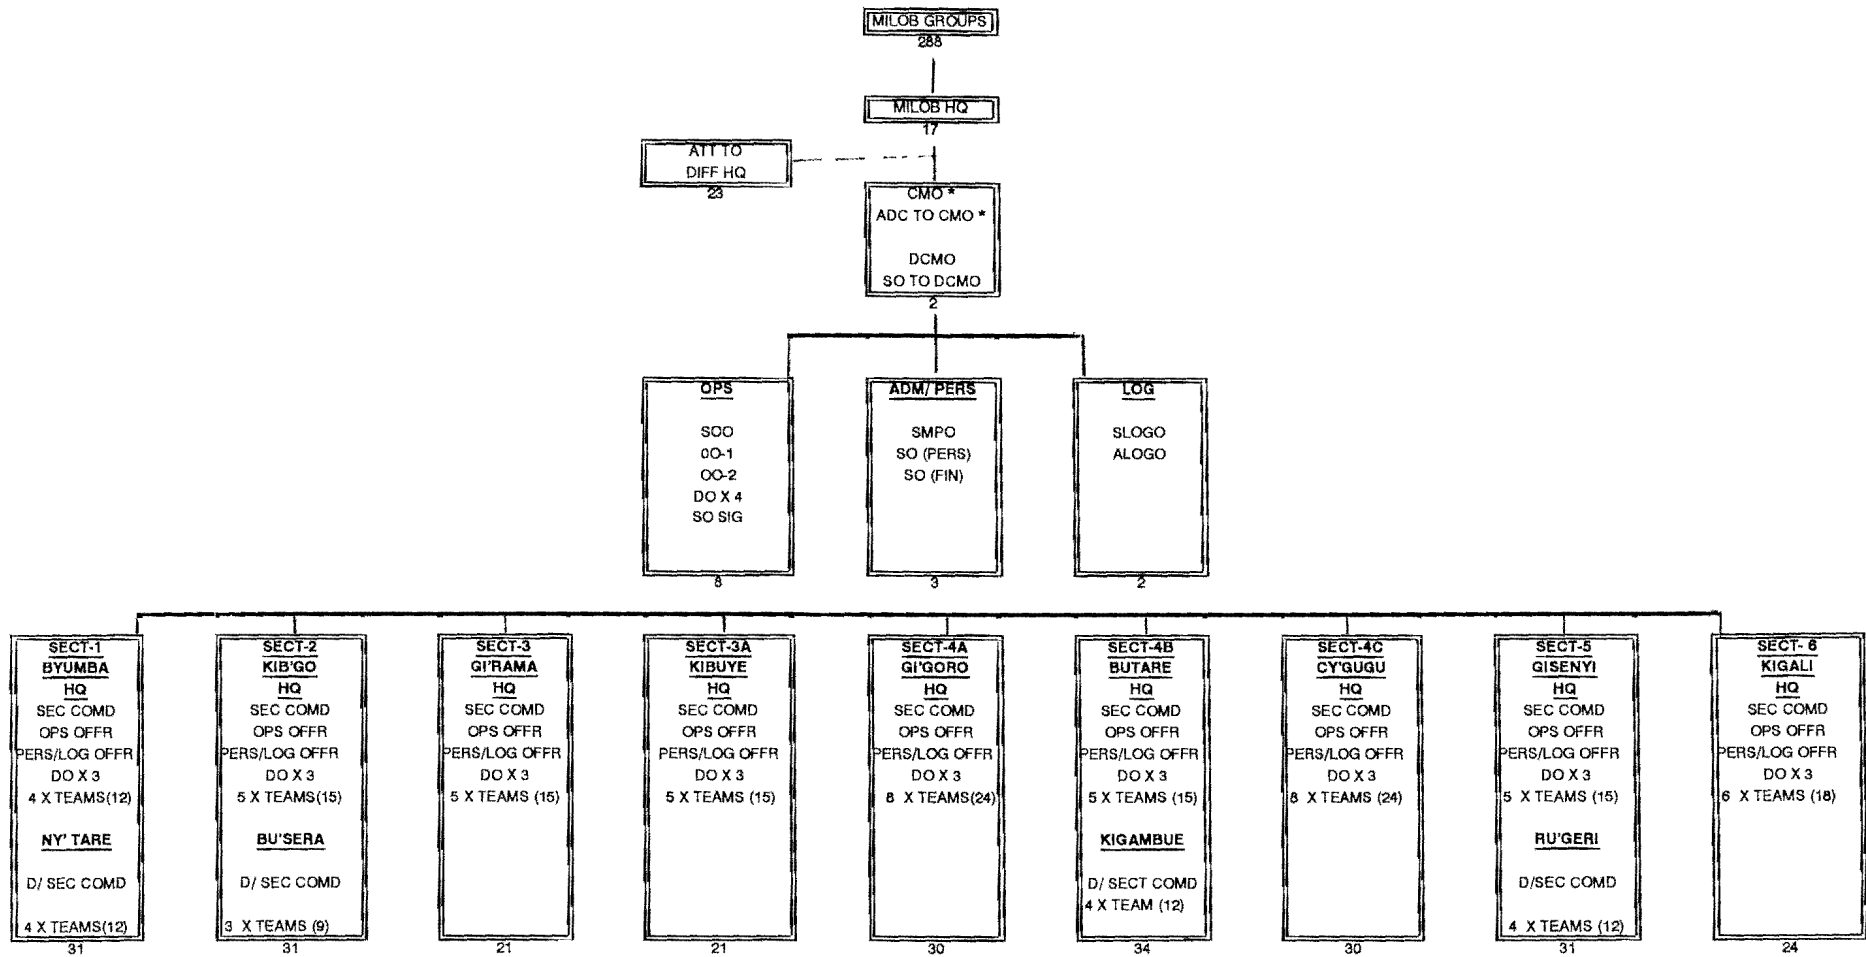 MILOB GROUPS
288
MILOB HQ
17
ATT TO
DIFF HQ
23
CMO *
ADC TO CMO *
DCMO
SO TO DCMO
2
OPS
SOO
OO-1
OO-2
DO X 4
SO SIG
8
ADM/ PERS
SMPO
SO (PERS)
SO (FIN)
3
LOG
SLOGO
ALOGO
2
SECT-1
BYUMBA
HQ
SEC COMD
OPS OFFR
PERS/LOG OFFR
DO X 3
4 X TEAMS(12)
NY' TARE
D/ SEC COMD
4 X TEAMS(12)
31
SECT-2
KIB'GO
HQ
SEC COMD
OPS OFFR
PERS/LOG OFFR
DO X 3
5 X TEAMS(15)
BU'SERA
D/ SEC COMD
3 X TEAMS (9)
31
SECT-3
GI'RAMA
HQ
SEC COMD
OPS OFFR
PERS/LOG OFFR
DO X 3
5 X TEAMS (15)
21
SECT-3A
KIBUYE
HQ
SEC COMD
OPS OFFR
PERS/LOG OFFR
DO X 3
5 X TEAMS (15)
21
SECT-4A
GI'GORO
HQ
SEC COMD
OPS OFFR
PERS/LOG OFFR
DO X 3
8 X TEAMS(24)
30
SECT-4B
BUTARE
HQ
SEC COMD
OPS OFFR
PERS/LOG OFFR
DO X 3
5 X TEAMS (15)
KIGAMBUE
D/ SECT COMD
4 X TEAM (12)
34
SECT-4C
CY'GUGU
HQ
SEC COMD
OPS OFFR
PERS/LOG OFFR
DO X 3
8 X TEAMS (24)
30
SECT-5
GISENYI
HQ
SEC COMD
OPS OFFR
PERS/LOG OFFR
DO X 3
5 X TEAMS (15)
RU'GERI
D/SEC COMD
4 X TEAMS (12)
31
SECT- 6
KIGALI
HQ
SEC COMD
OPS OFFR
PERS/LOG OFFR
DO X 3
6 X TEAMS (18)
24